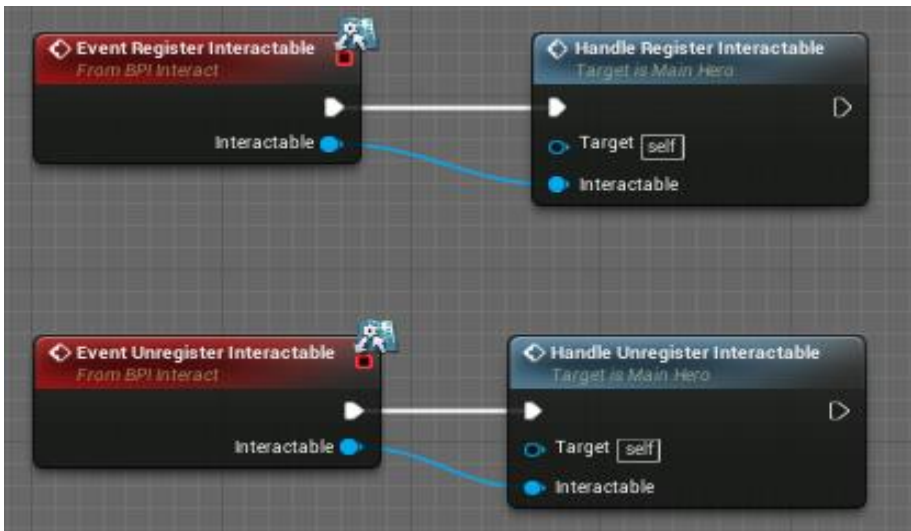 Event Register Interactable
From BPI Interact
Interactable
Handle Register Interactable
Target is Main Hero
Target self
Interactable
Event Unregister Interactable
From BPI Interact
Interactable
Handle Unregister Interactable
Target is Main Hero
Target self
Interactable